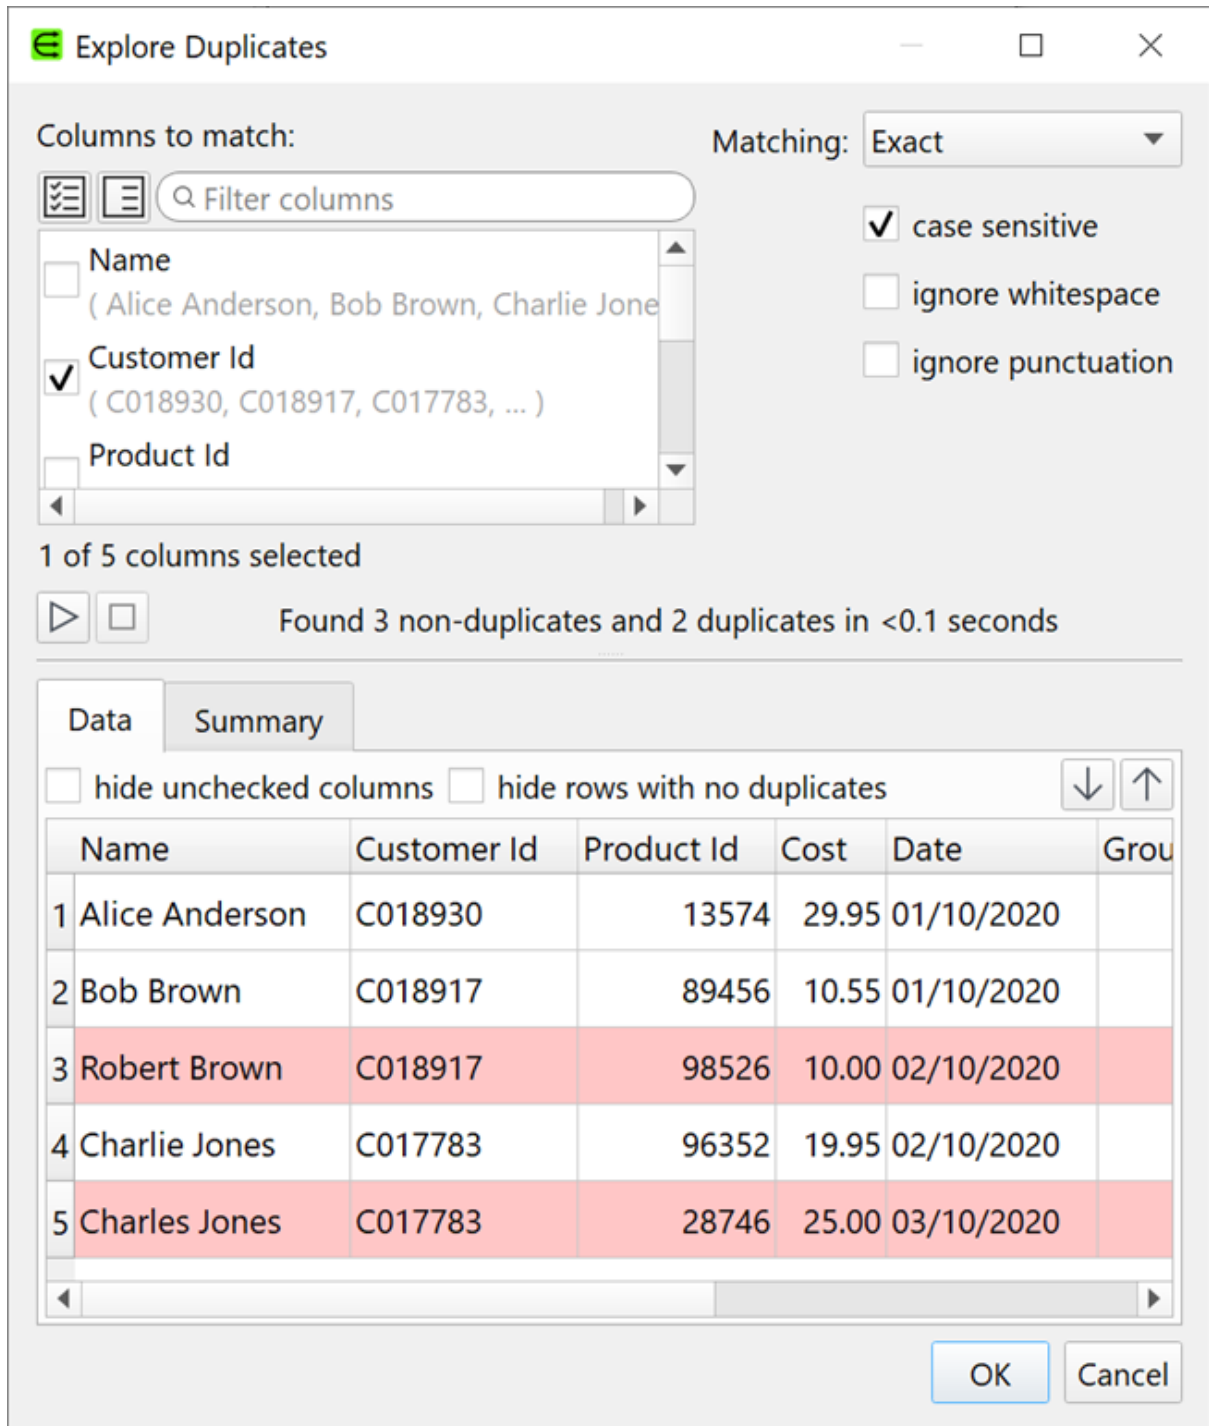 Explore Duplicates
Columns to match:
Matching: Exact
Filter columns
case sensitive
ignore whitespace
ignore punctuation
Name
( Alice Anderson, Bob Brown, Charlie Jone
Customer Id
( C018930, C018917, C017783, ... )
Product Id
1 of 5 columns selected
Found 3 non-duplicates and 2 duplicates in <0.1 seconds
Data Summary
hide unchecked columns hide rows with no duplicates
Name Customer Id Product Id Cost Date Grou
1 Alice Anderson C018930 13574 29.95 01/10/2020
2 Bob Brown C018917 89456 10.55 01/10/2020
3 Robert Brown C018917 98526 10.00 02/10/2020
4 Charlie Jones C017783 96352 19.95 02/10/2020
5 Charles Jones C017783 28746 25.00 03/10/2020
OK Cancel